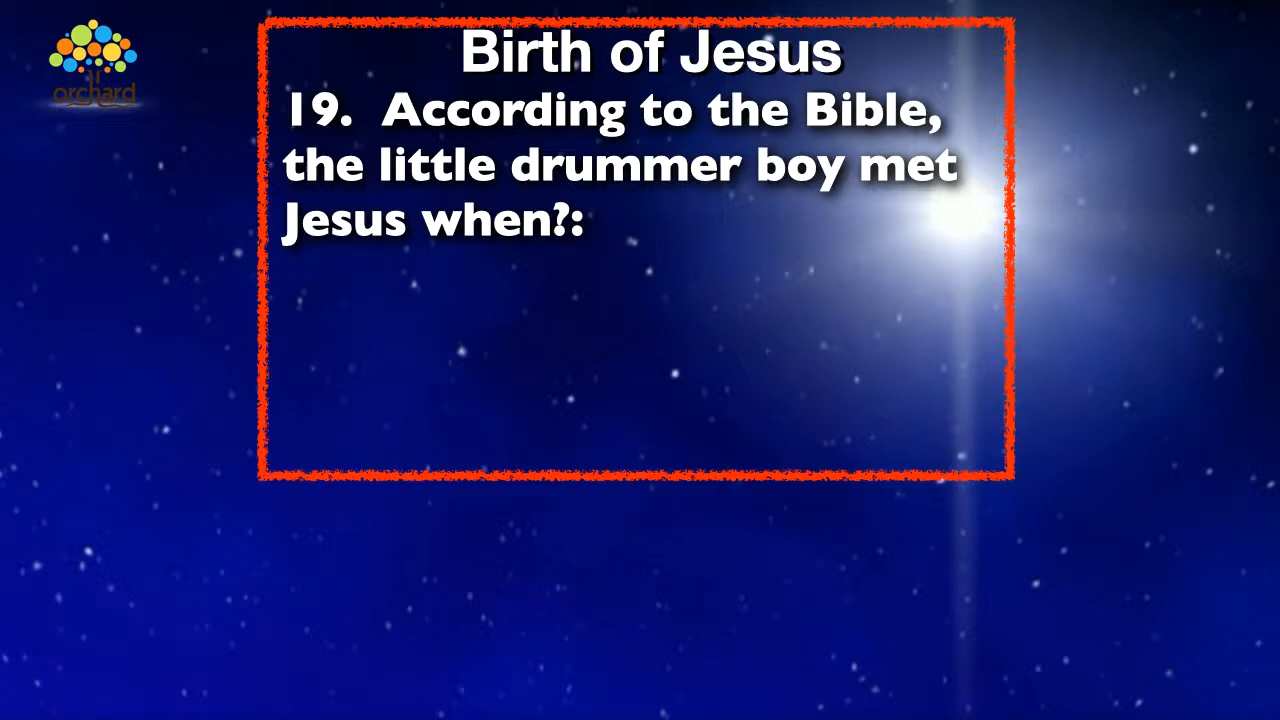 orchard
Birth of Jesus
19. According to the Bible,
the little drummer boy met
Jesus when?: